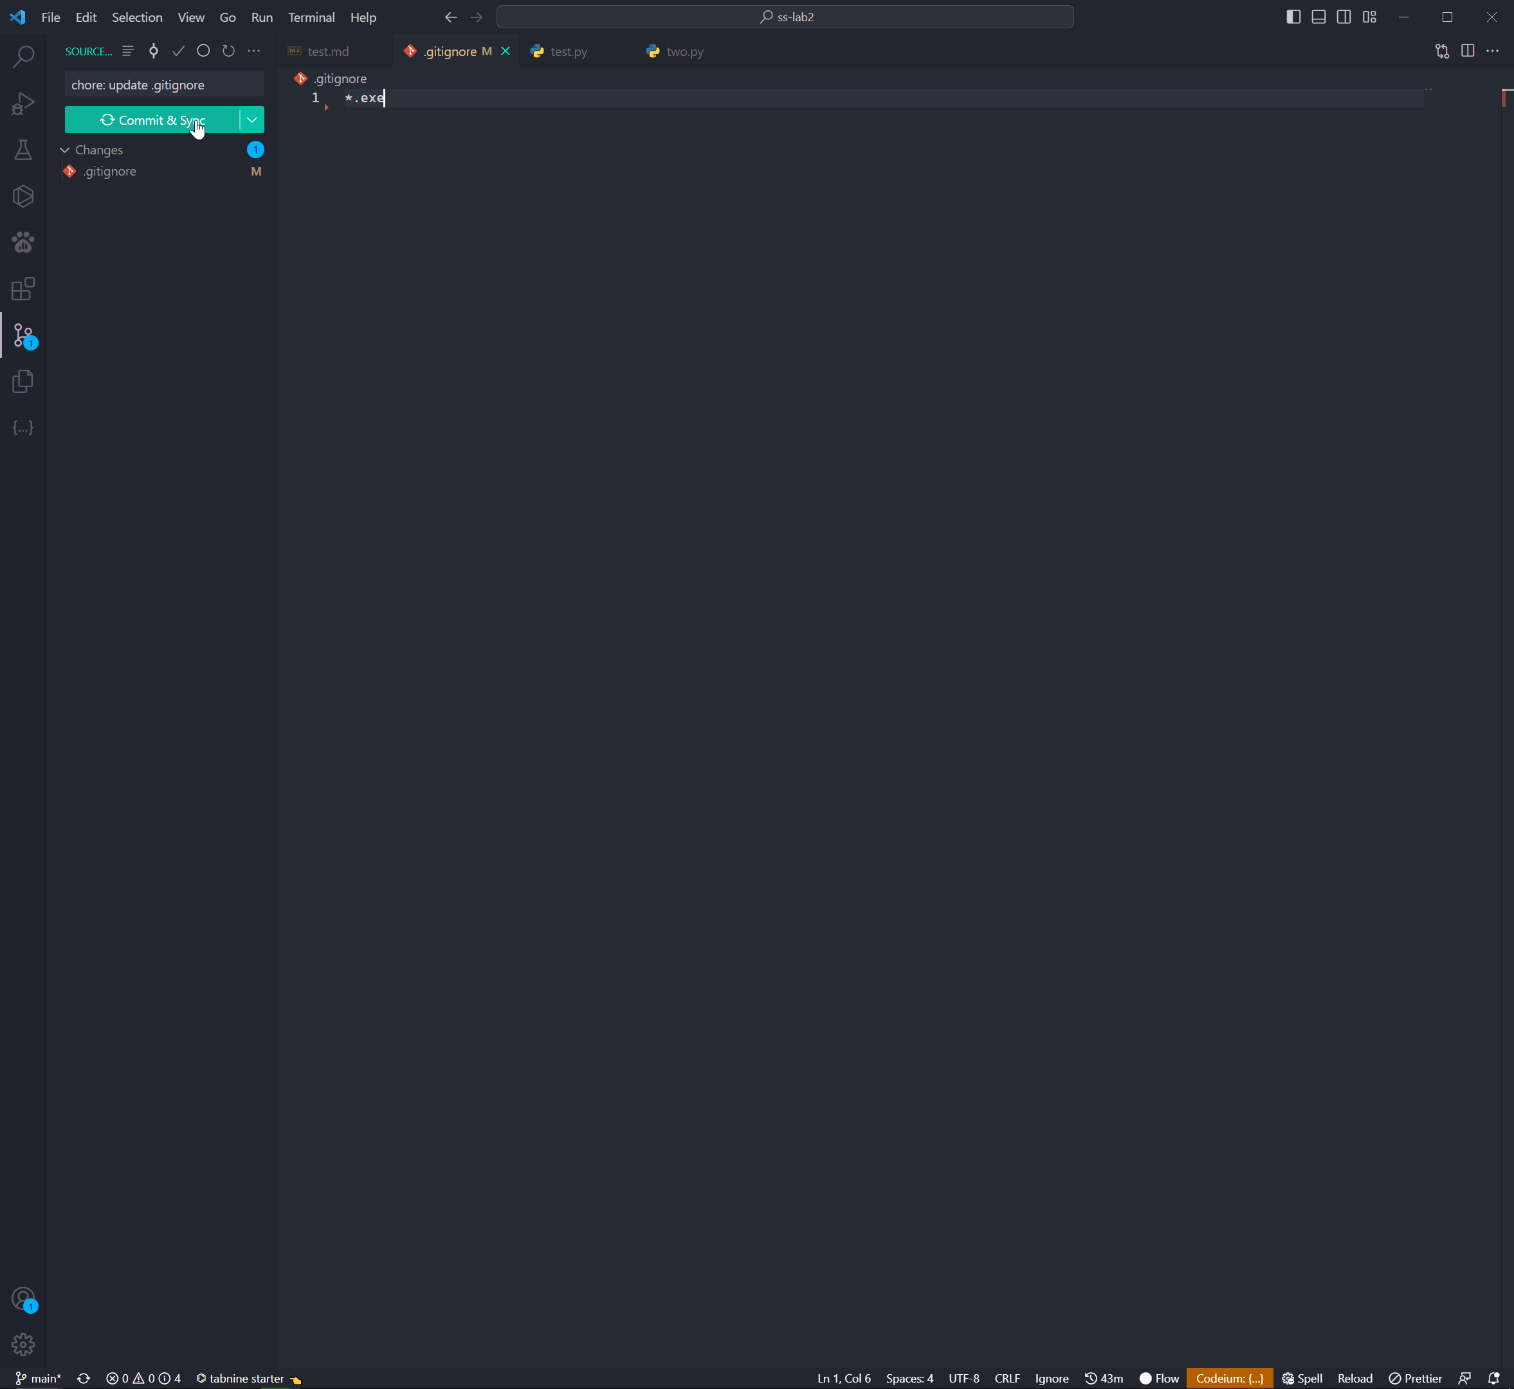 File Edit Selection View Go Run Terminal Help
ss-lab2
SOURCE...
test.md
.gitignore M
test.py
two.py
chore: update .gitignore
.gitignore
1 *.exe
Commit & Sync
Changes 1
.gitignore M
1
{...}
1
main* 0 0 4 tabnine starter
Ln 1, Col 6 Spaces: 4 UTF-8 CRLF Ignore 43m Flow Codeium: {...} Spell Reload Prettier